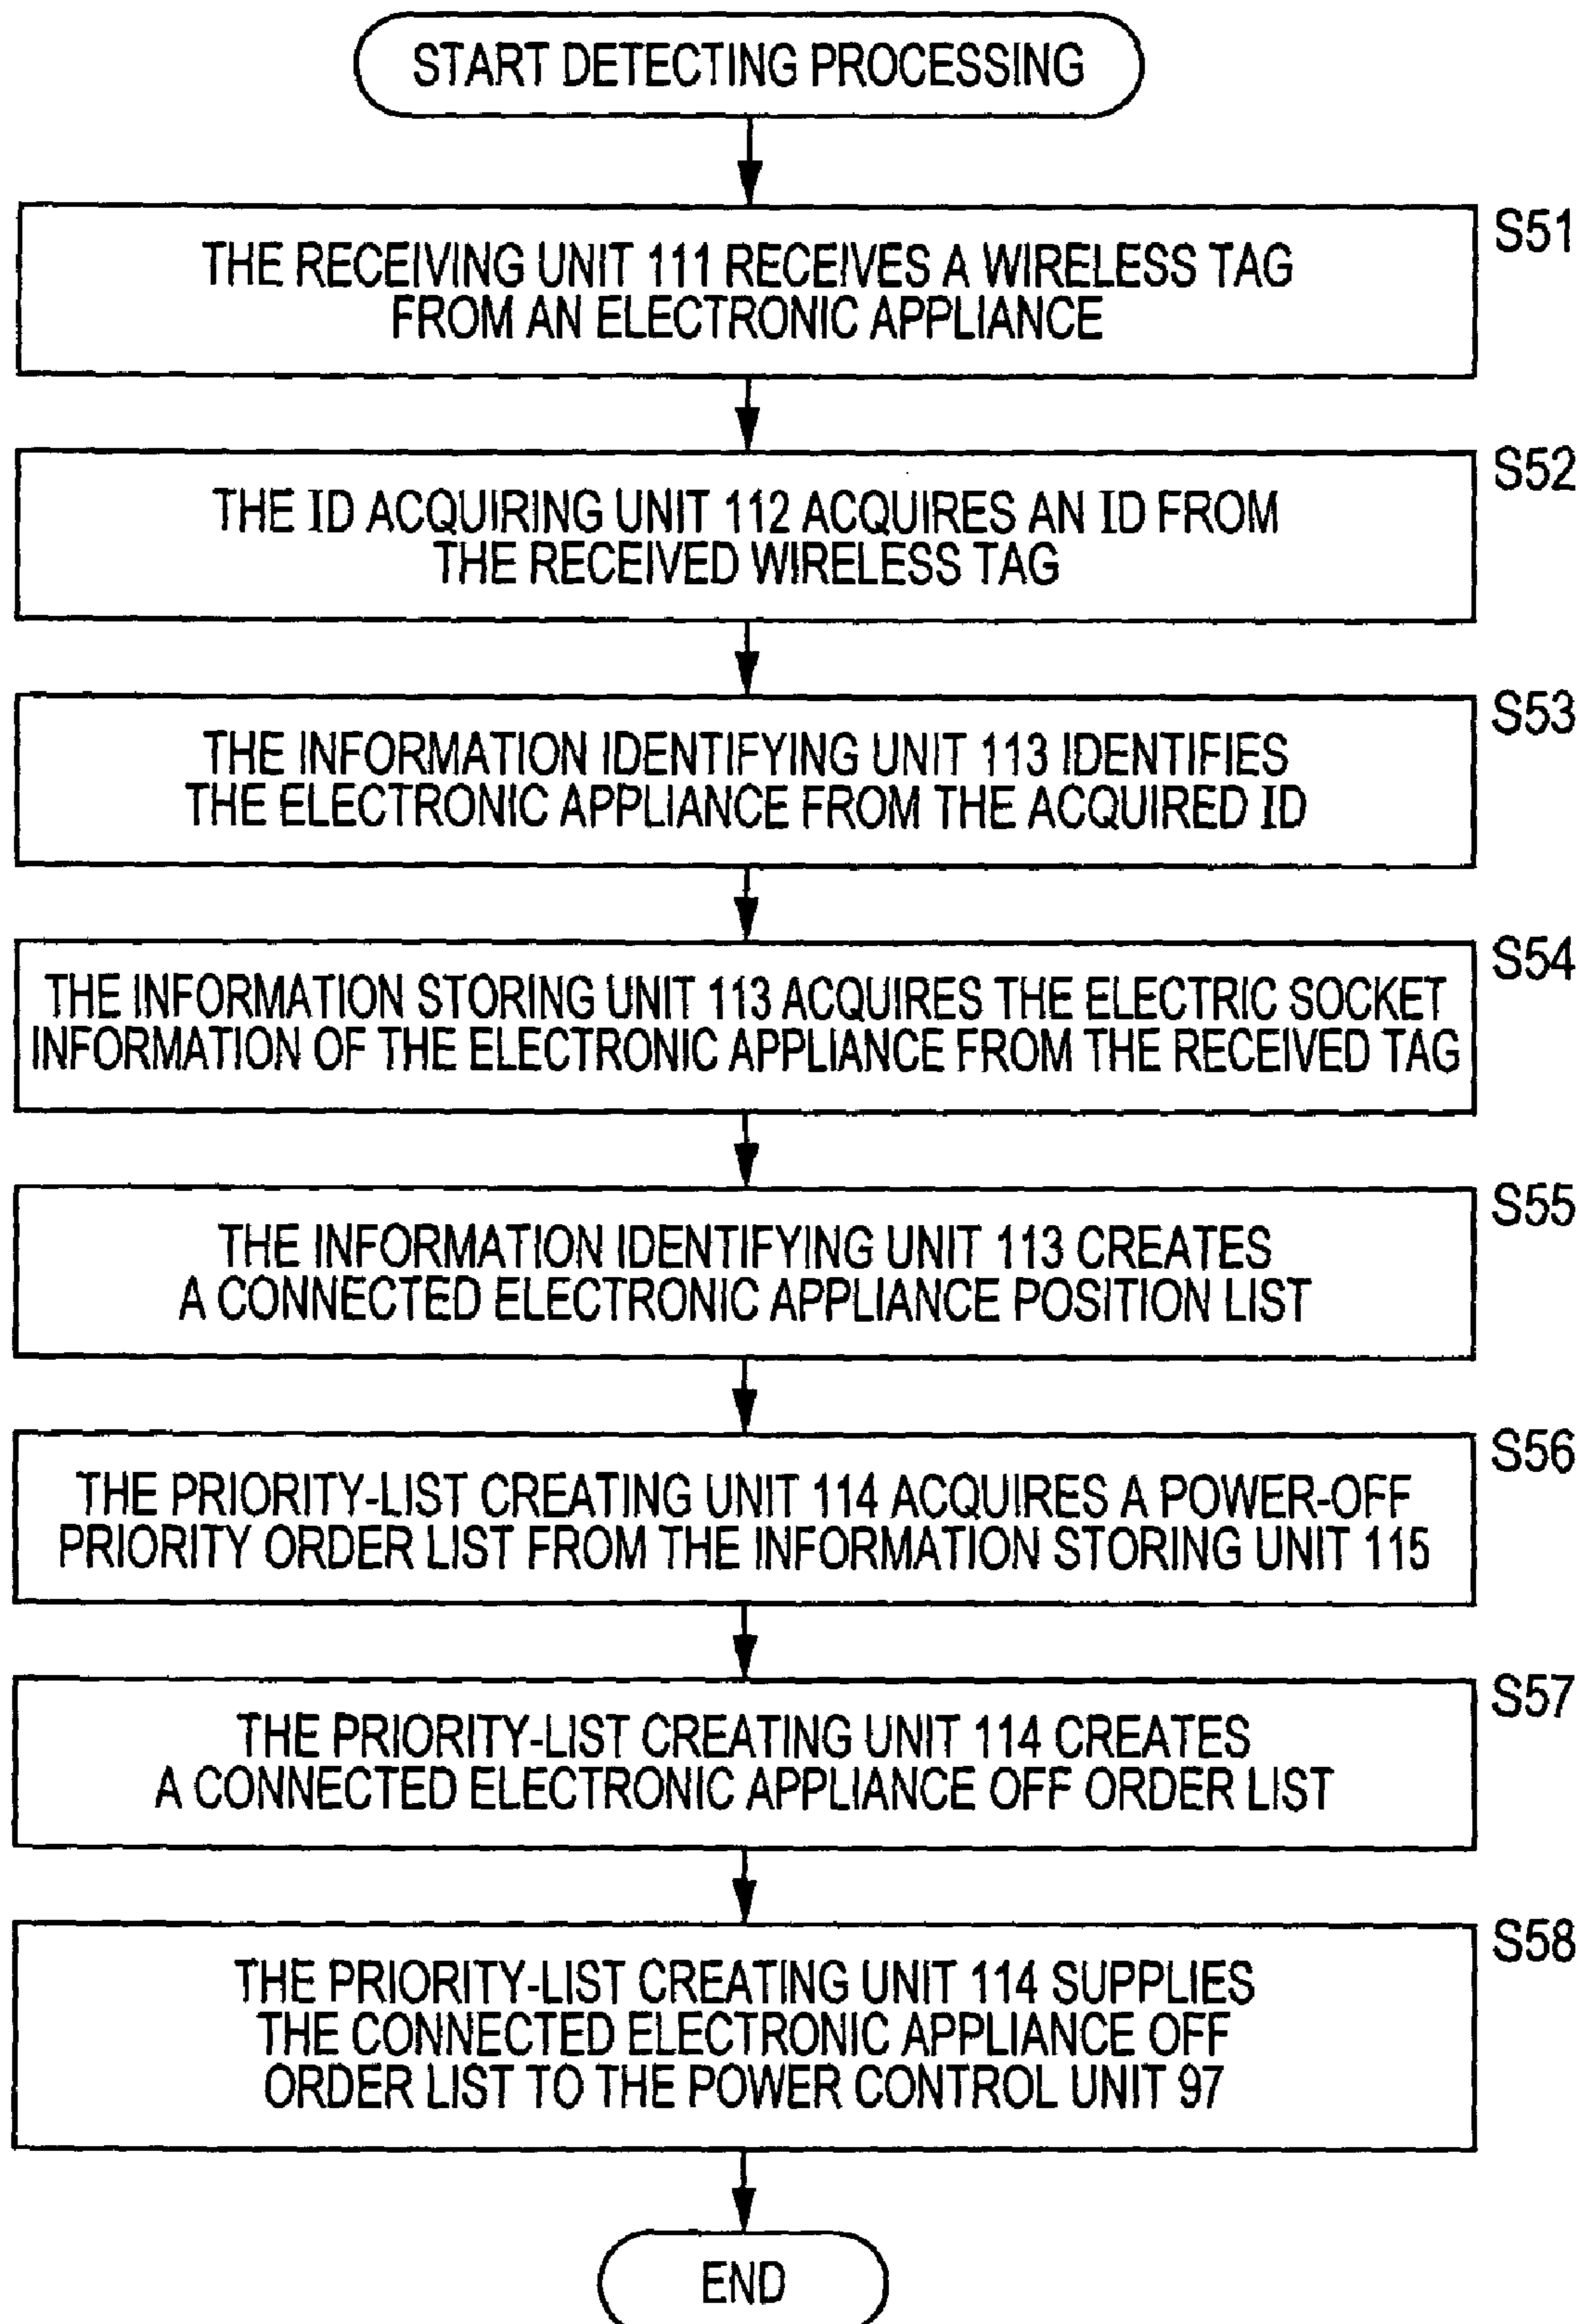 START DETECTING PROCESSING
S51
THE RECEIVING UNIT 111 RECEIVES A WIRELESS TAG
FROM AN ELECTRONIC APPLIANCE
S52
THE ID ACQUIRING UNIT 112 ACQUIRES AN ID FROM
THE RECEIVED WIRELESS TAG
S53
THE INFORMATION IDENTIFYING UNIT 113 IDENTIFIES
THE ELECTRONIC APPLIANCE FROM THE ACQUIRED ID
S54
THE INFORMATION STORING UNIT 113 ACQUIRES THE ELECTRIC SOCKET
INFORMATION OF THE ELECTRONIC APPLIANCE FROM THE RECEIVED TAG
S55
THE INFORMATION IDENTIFYING UNIT 113 CREATES
A CONNECTED ELECTRONIC APPLIANCE POSITION LIST
S56
THE PRIORITY-LIST CREATING UNIT 114 ACQUIRES A POWER-OFF
PRIORITY ORDER LIST FROM THE INFORMATION STORING UNIT 115
S57
THE PRIORITY-LIST CREATING UNIT 114 CREATES
A CONNECTED ELECTRONIC APPLIANCE OFF ORDER LIST
S58
THE PRIORITY-LIST CREATING UNIT 114 SUPPLIES
THE CONNECTED ELECTRONIC APPLIANCE OFF
ORDER LIST TO THE POWER CONTROL UNIT 97
END